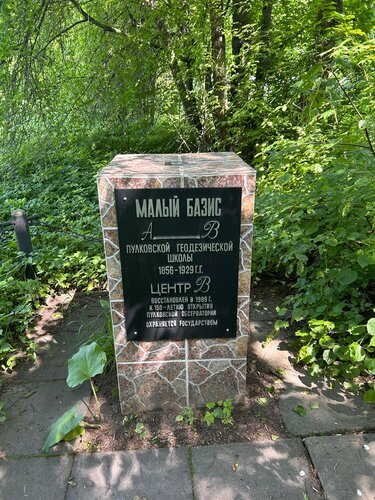 МАЛЫЙ БАЗИС
А В
ПУЛКОВСКОЙ ГЕОДЕЗИЧЕСКОЙ
ШКОЛЫ
1856-1929 Г.Г.
ЦЕНТР В
ВОССТАНОВЛЕН В 1989 Г.
К 150-ЛЕТИЮ ОТКРЫТИЯ
ПУЛКОВСКОЙ ОБСЕРВАТОРИИ
ОХРАНЯЕТСЯ ГОСУДАРСТВОМ